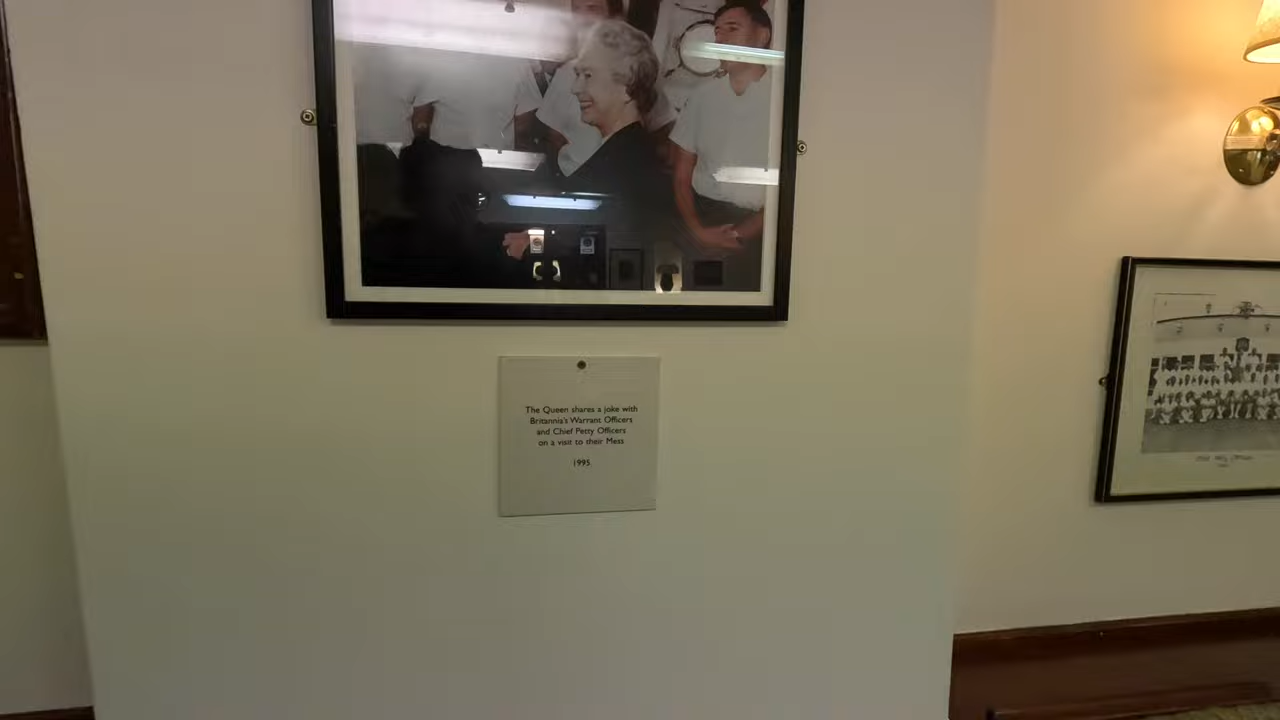 The Queen shares a joke with
Britannia's Warrant Officers
and Chief Petty Officers
on a visit to their Mess
1995